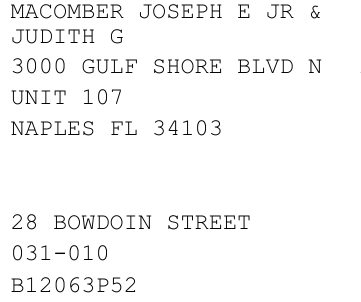 MACOMBER JOSEPH E JR &
JUDITH G
3000 GULF SHORE BLVD N
UNIT 107
NAPLES FL 34103
28 BOWDOIN STREET
031-010
B12063P52